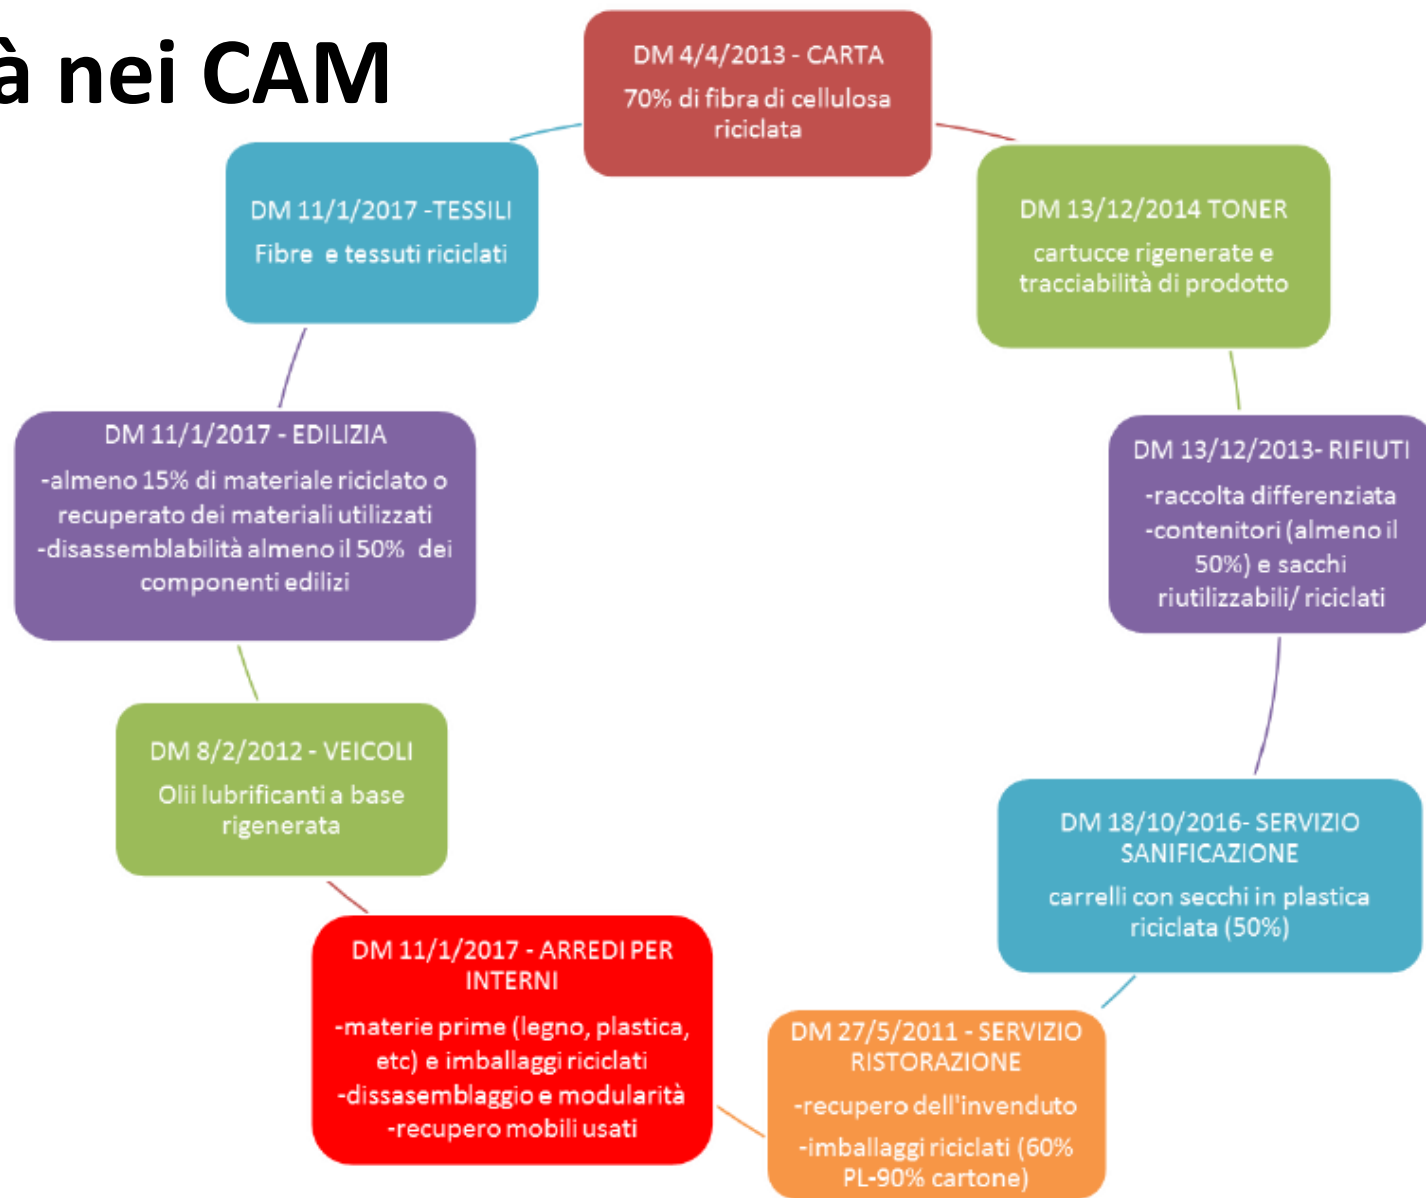 à nei CAM
DM 4/4/2013 - CARTA
70% di fibra di cellulosa
riciclata
DM 13/12/2014 TONER
cartucce rigenerate e
tracciabilità di prodotto
DM 13/12/2013- RIFIUTI
-raccolta differenziata
-contenitori (almeno il
50%) e sacchi
riutilizzabili/ riciclati
DM 18/10/2016- SERVIZIO
SANIFICAZIONE
carrelli con secchi in plastica
riciclata (50%)
DM 27/5/2011 - SERVIZIO
RISTORAZIONE
-recupero dell'invenduto
-imballaggi riciclati (60%
PL-90% cartone)
DM 11/1/2017 - ARREDI PER
INTERNI
-materie prime (legno, plastica,
etc) e imballaggi riciclati
-dissasemblaggio e modularità
-recupero mobili usati
DM 8/2/2012 - VEICOLI
Olii lubrificanti a base
rigenerata
DM 11/1/2017 - EDILIZIA
-almeno 15% di materiale riciclato o
recuperato dei materiali utilizzati
-disassemblabilità almeno il 50% dei
componenti edilizi
DM 11/1/2017 -TESSILI
Fibre e tessuti riciclati